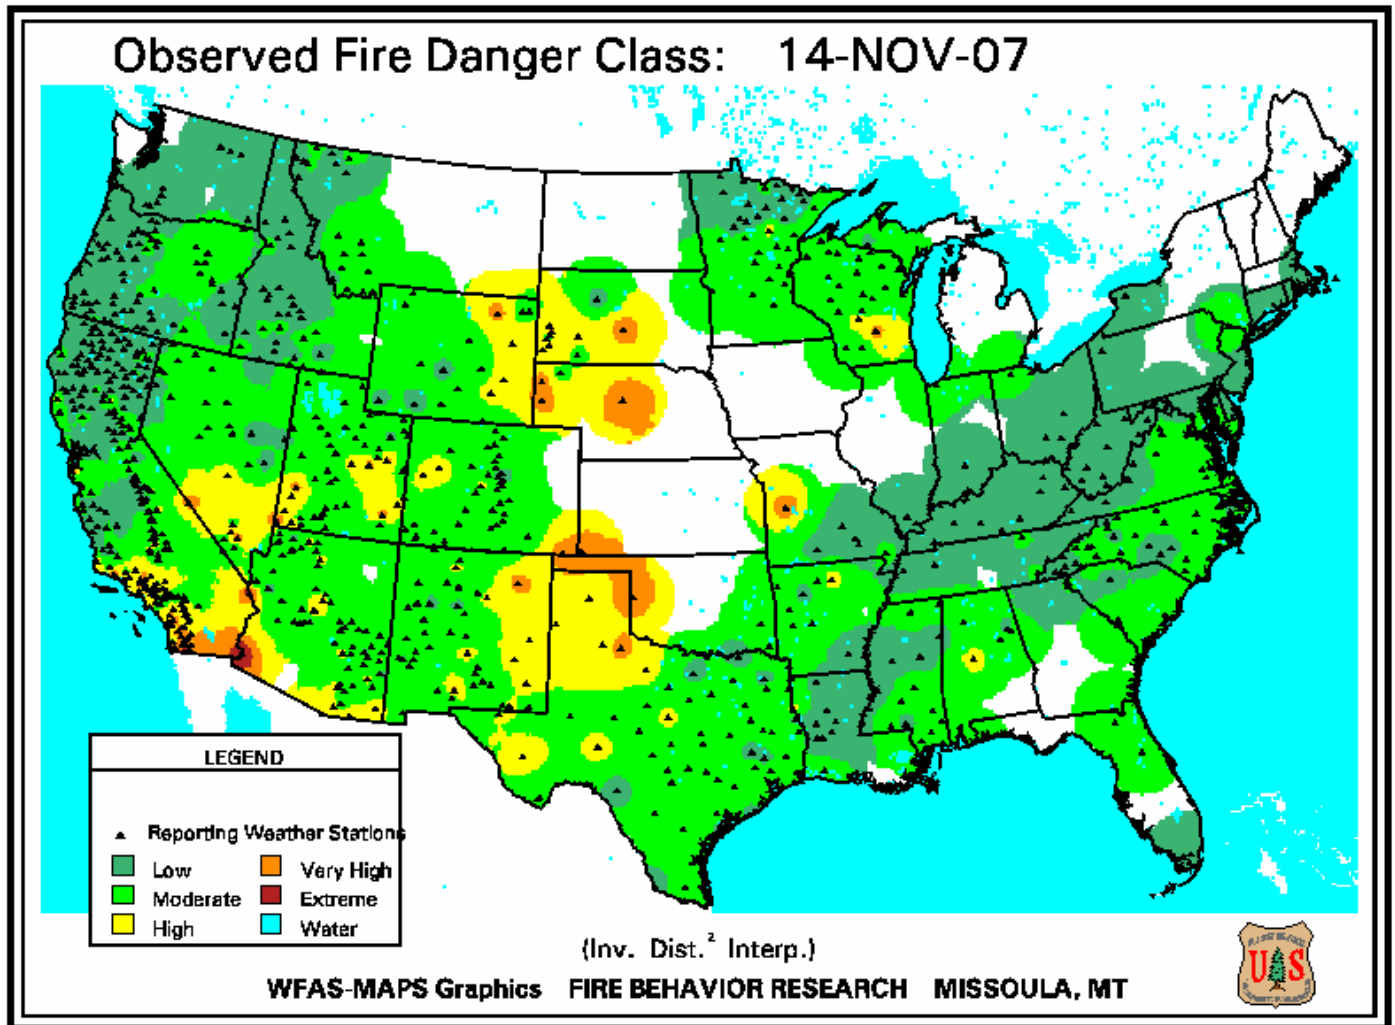 Observed Fire Danger Class: 14-NOV-07
LEGEND
Reporting Weather Stations
Low
Very High
Moderate
Extreme
High
Water
(Inv. Dist.² Interp.)
WFAS-MAPS Graphics FIRE BEHAVIOR RESEARCH MISSOULA, MT
U S